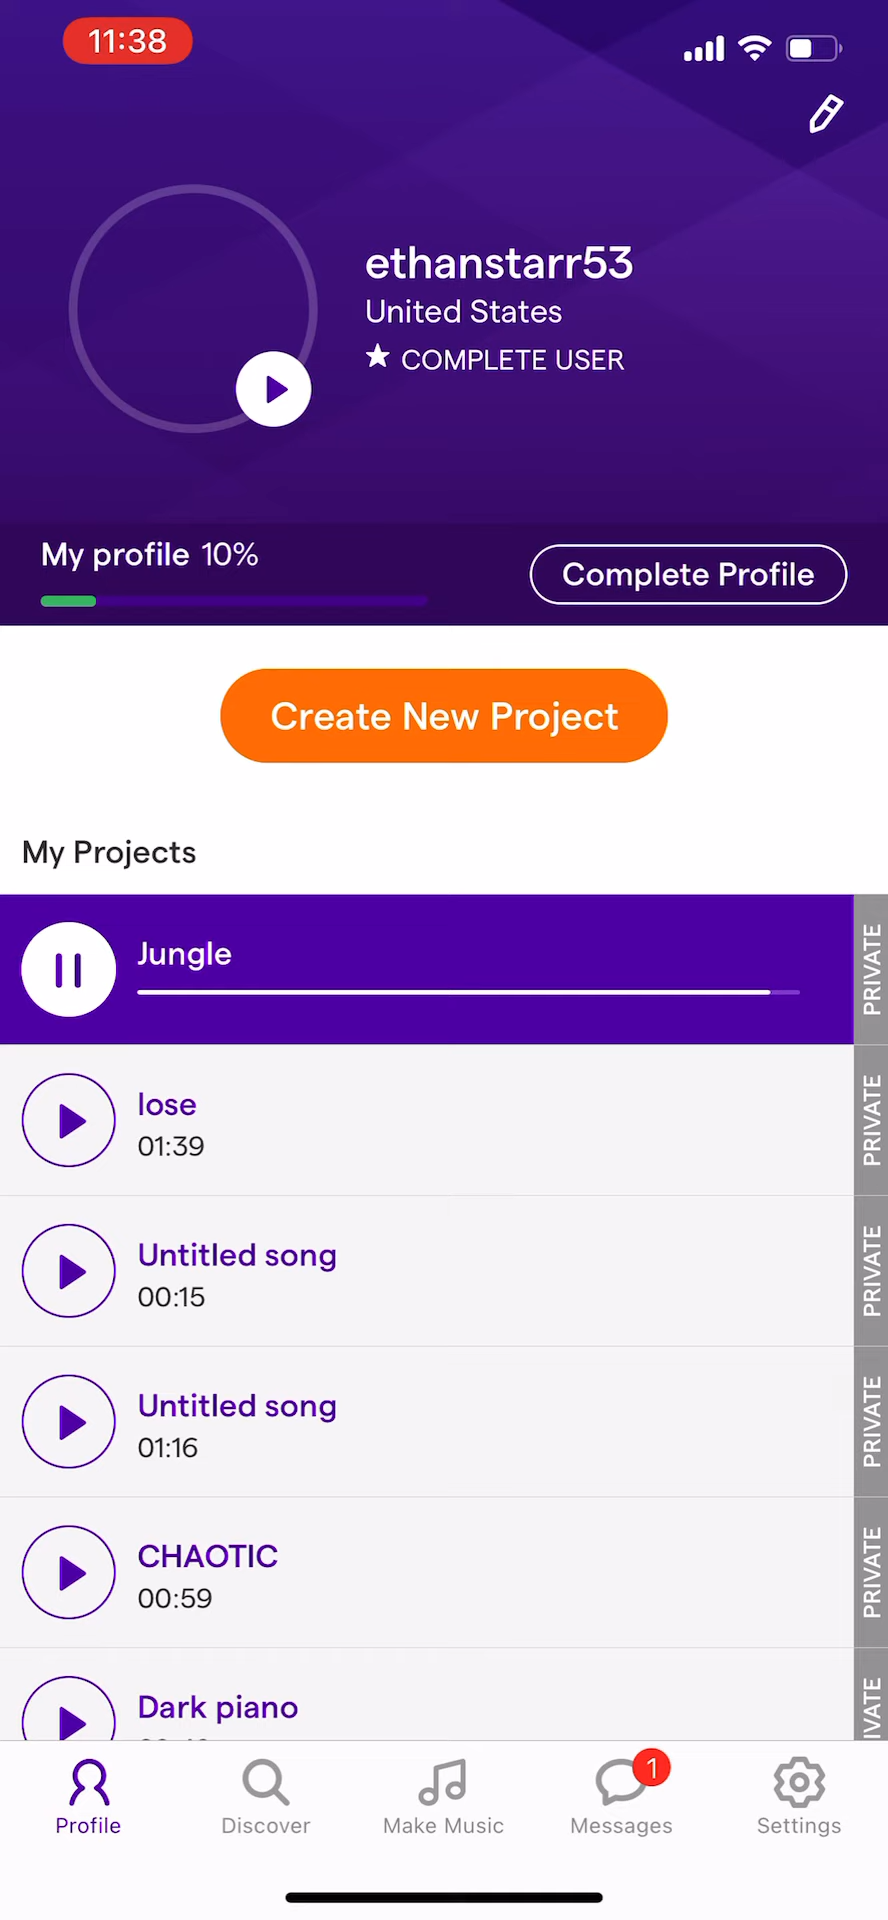 11:38
ethanstarr53
United States
COMPLETE USER
My profile 10%
Complete Profile
Create New Project
My Projects
Jungle
PRIVATE
lose
01:39
PRIVATE
Untitled song
00:15
PRIVATE
Untitled song
01:16
PRIVATE
CHAOTIC
00:59
PRIVATE
Dark piano
IVATE
1
Profile
Discover
Make Music
Messages
Settings